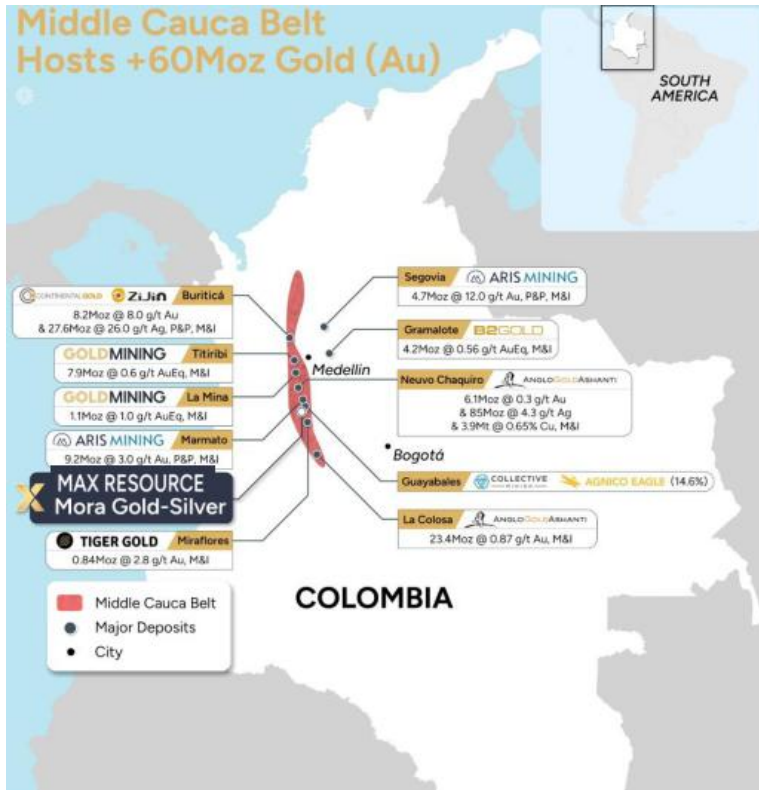 Middle Cauca Belt
Hosts +60Moz Gold (Au)
SOUTH
AMERICA
CONTINENTAL GOLD ZiJin Buriticá
8.2Moz @ 8.0 g/t Au
& 27.6Moz @ 26.0 g/t Ag, P&P, M&I
GOLDMINING Titiribi
7.9Moz @ 0.6 g/t AuEq, M&I
GOLDMINING La Mina
1.1Moz @ 1.0 g/t AuEq, M&I
ARIS MINING Marmato
9.2Moz @ 3.0 g/t Au, P&P, M&I
X MAX RESOURCE
Mora Gold-Silver
TIGER GOLD Miraflores
0.84Moz @ 2.8 g/t Au, M&I
Segovia ARIS MINING
4.7Moz @ 12.0 g/t Au, P&P, M&I
Gramalote B2GOLD
4.2Moz @ 0.56 g/t AuEq, M&I
Medellin
Neuvo Chaquiro ANGLOGOLDASHANTI
6.1Moz @ 0.3 g/t Au
& 85Moz @ 4.3 g/t Ag
& 3.9Mt @ 0.65% Cu, M&I
Bogotá
Guayabales COLLECTIVE MINING AGNICO EAGLE (14.6%)
La Colosa ANGLOGOLDASHANTI
23.4Moz @ 0.87 g/t Au, M&I
COLOMBIA
Middle Cauca Belt
Major Deposits
City